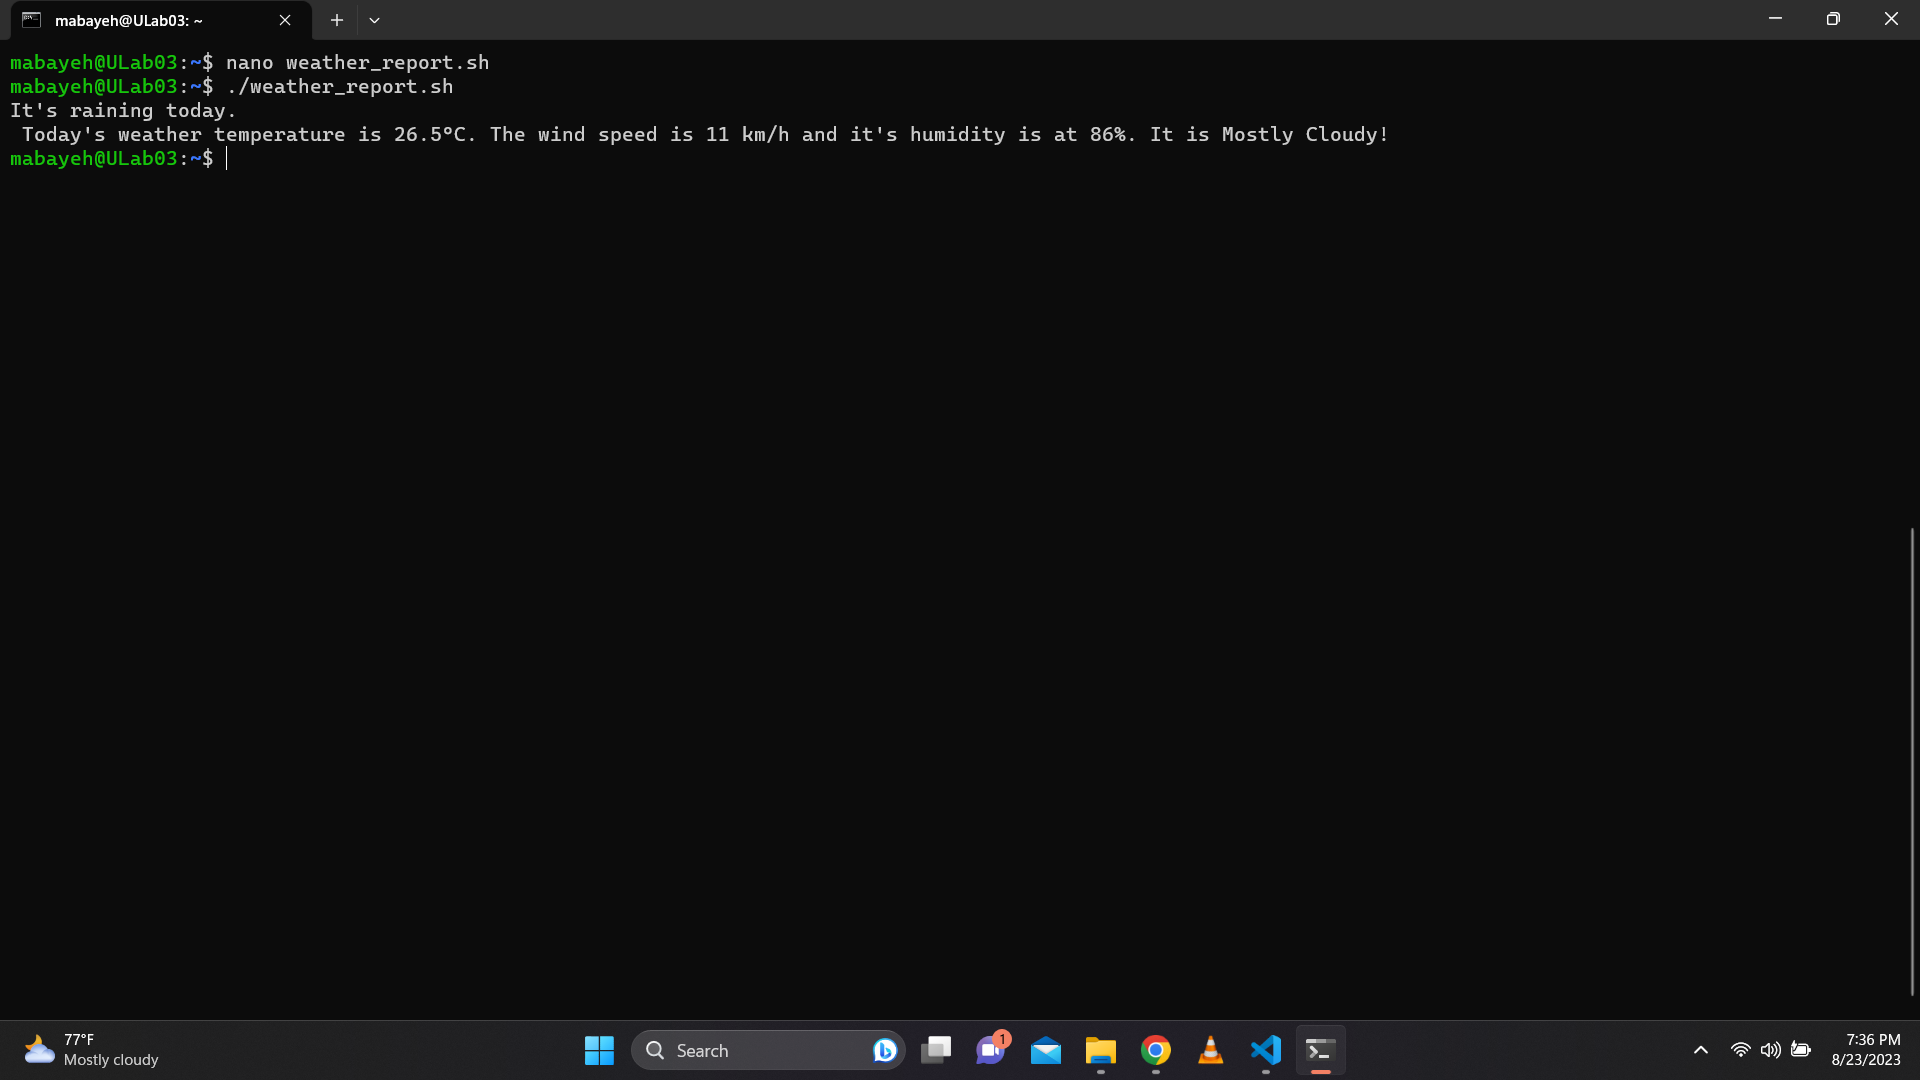 mabayeh@ULab03: ~
mabayeh@ULab03:~$ nano weather_report.sh
mabayeh@ULab03:~$ ./weather_report.sh
It's raining today.
Today's weather temperature is 26.5°C. The wind speed is 11 km/h and it's humidity is at 86%. It is Mostly Cloudy!
mabayeh@ULab03:~$
77°F
Mostly cloudy
Search
1
7:36 PM
8/23/2023